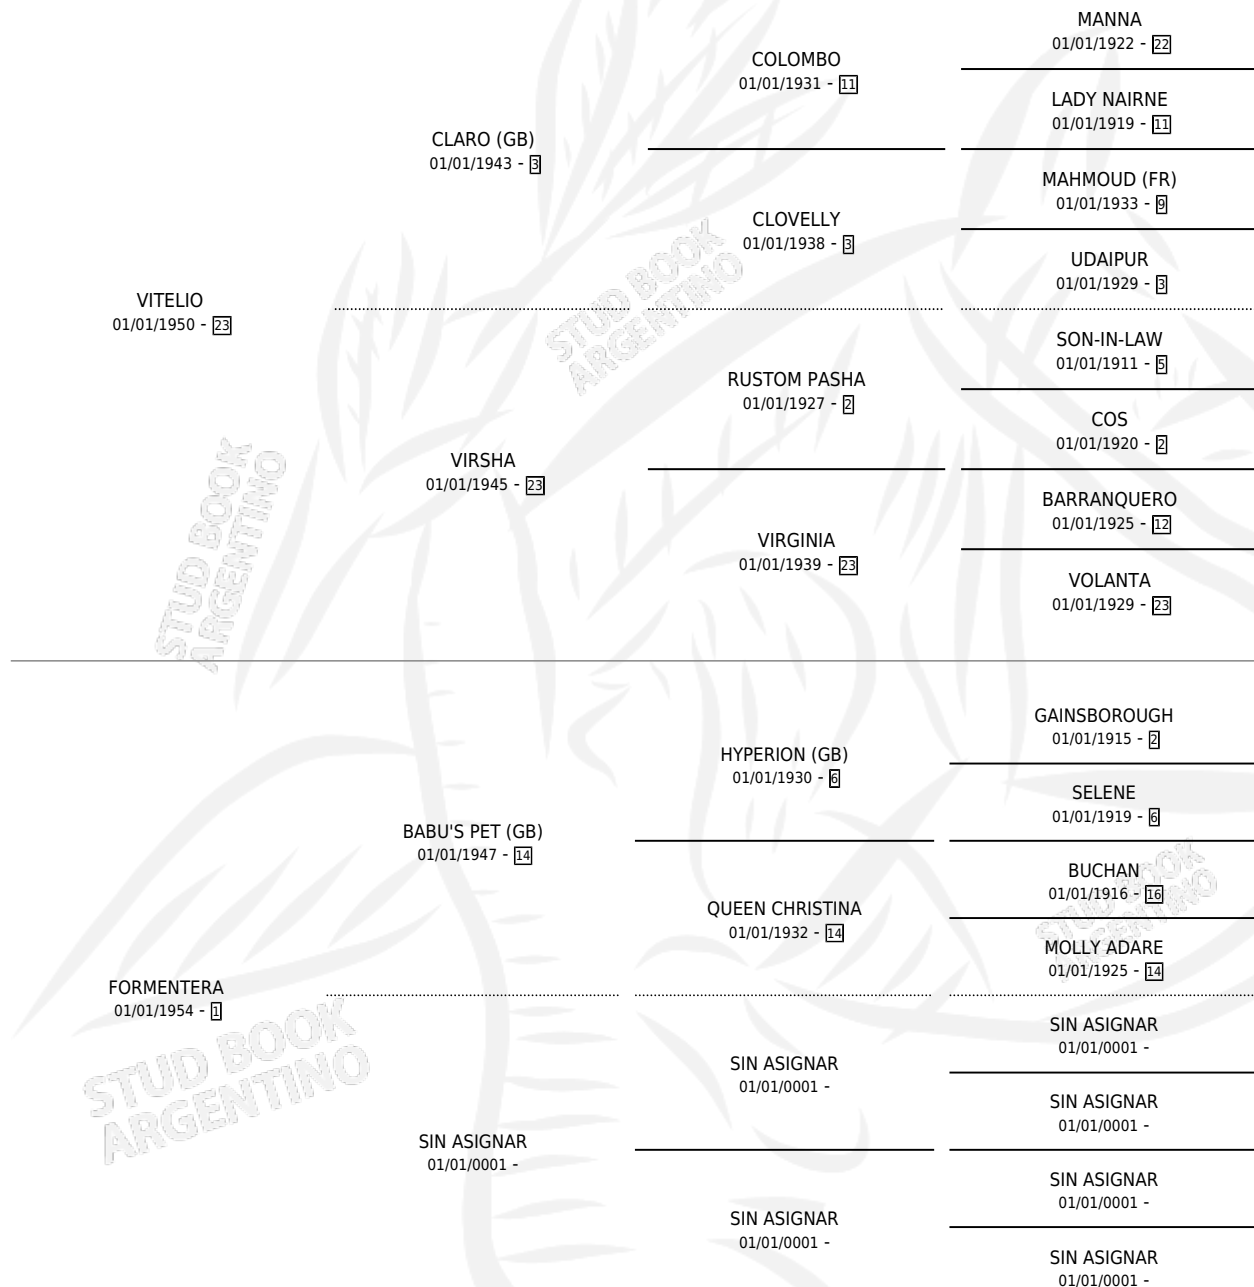 MANNA
01/01/1922 - 22
COLOMBO
01/01/1931 - 11
LADY NAIRNE
01/01/1919 - 11
CLARO (GB)
01/01/1943 - 3
MAHMOUD (FR)
01/01/1933 - 9
CLOVELLY
01/01/1938 - 3
UDAIPUR
01/01/1929 - 3
VITELIO
01/01/1950 - 23
STUD BOOK
ARGENTINO
SON-IN-LAW
01/01/1911 - 5
RUSTOM PASHA
01/01/1927 - 2
COS
01/01/1920 - 2
VIRSHA
01/01/1945 - 23
BARRANQUERO
01/01/1925 - 12
VIRGINIA
01/01/1939 - 23
VOLANTA
01/01/1929 - 23
STUD BOOK
ARGENTINO
GAINSBOROUGH
01/01/1915 - 2
HYPERION (GB)
01/01/1930 - 6
SELENE
01/01/1919 - 6
BABU'S PET (GB)
01/01/1947 - 14
BUCHAN
01/01/1916 - 16
QUEEN CHRISTINA
01/01/1932 - 14
MOLLY ADARE
01/01/1925 - 14
STUD BOOK
ARGENTINO
FORMENTERA
01/01/1954 - 1
STUD BOOK
ARGENTINO
SIN ASIGNAR
01/01/0001 -
SIN ASIGNAR
01/01/0001 -
SIN ASIGNAR
01/01/0001 -
SIN ASIGNAR
01/01/0001 -
SIN ASIGNAR
01/01/0001 -
SIN ASIGNAR
01/01/0001 -
SIN ASIGNAR
01/01/0001 -